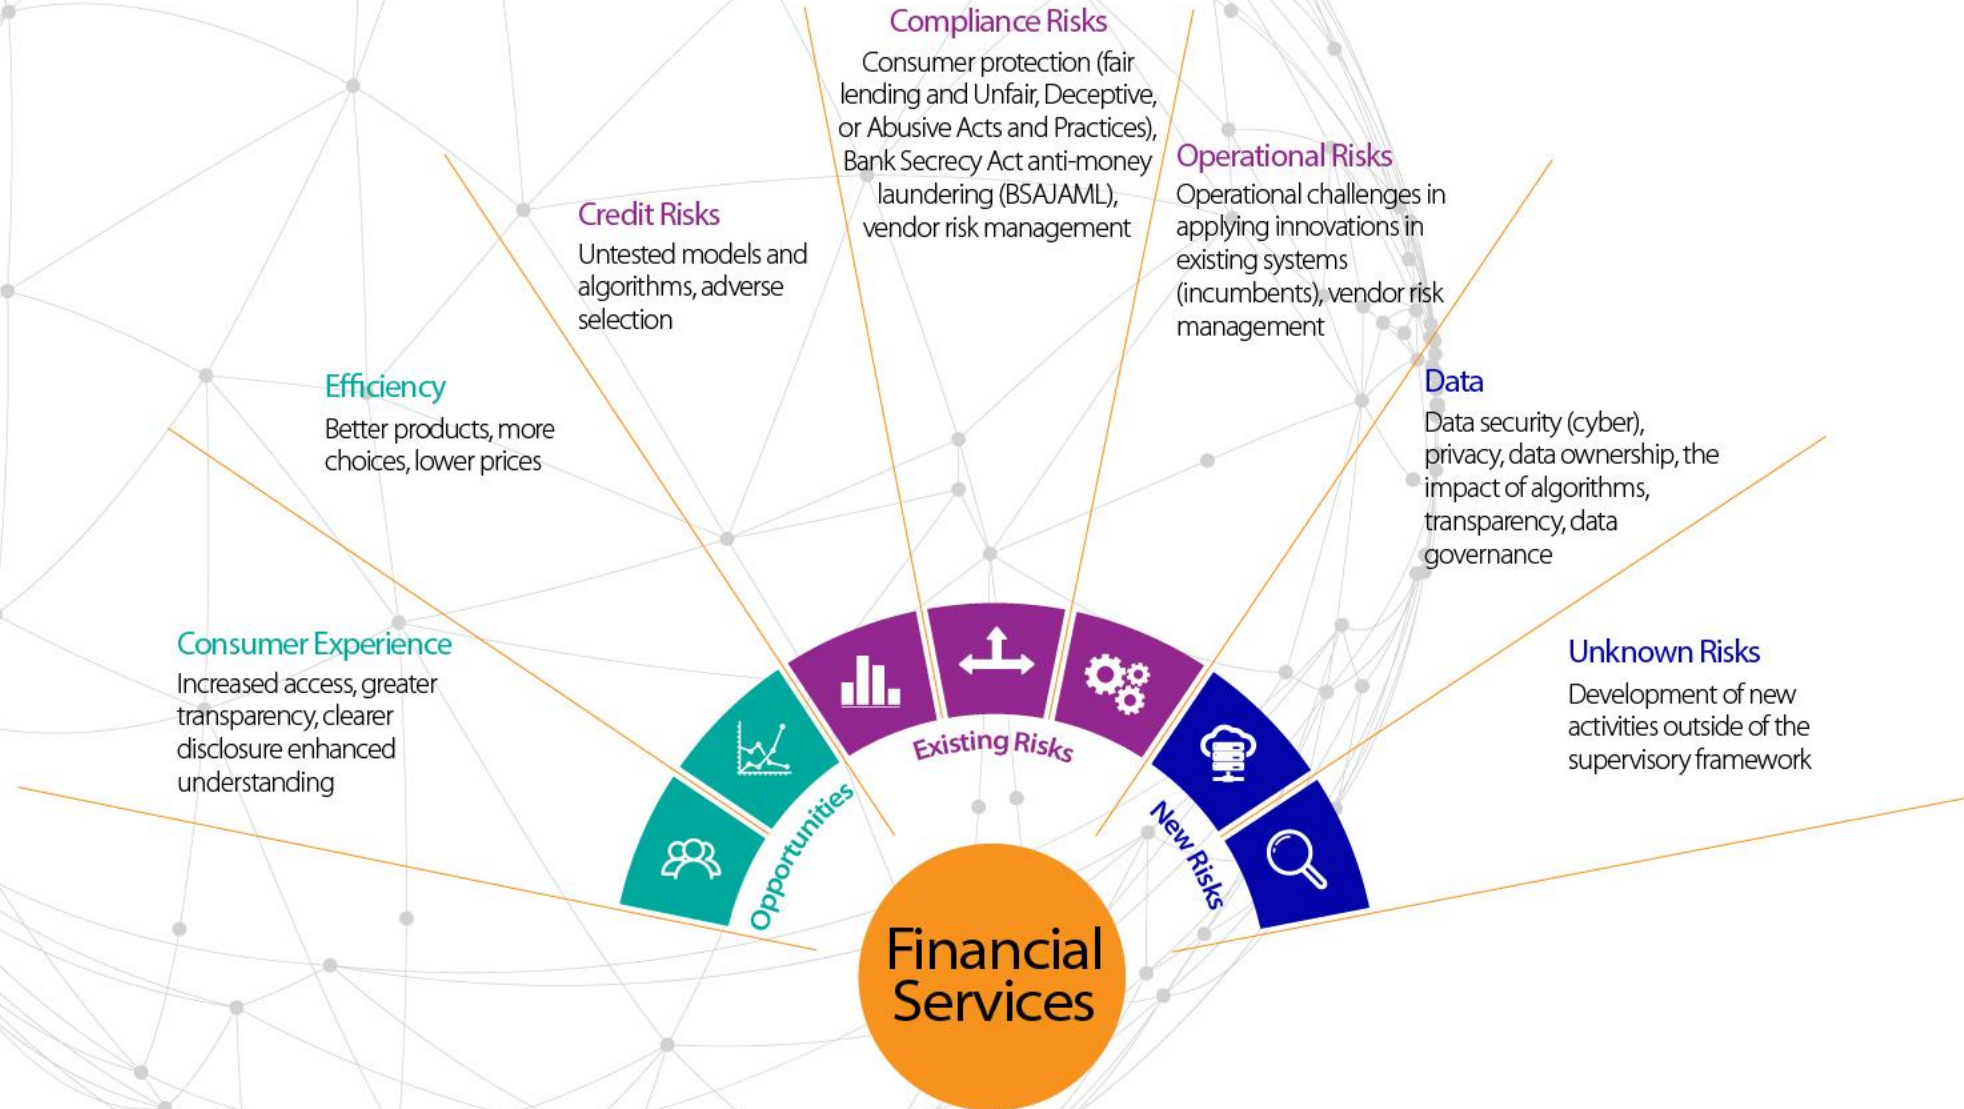 Compliance Risks
Consumer protection (fair
lending and Unfair, Deceptive,
or Abusive Acts and Practices),
Bank Secrecy Act anti-money
laundering (BSAJAML),
vendor risk management
Operational Risks
Operational challenges in
applying innovations in
existing systems
(incumbents), vendor risk
management
Credit Risks
Untested models and
algorithms, adverse
selection
Efficiency
Better products, more
choices, lower prices
Data
Data security (cyber),
privacy, data ownership, the
impact of algorithms,
transparency, data
governance
Consumer Experience
Increased access, greater
transparency, clearer
disclosure enhanced
understanding
Unknown Risks
Development of new
activities outside of the
supervisory framework
Existing Risks
Opportunities
New Risks
Financial
Services